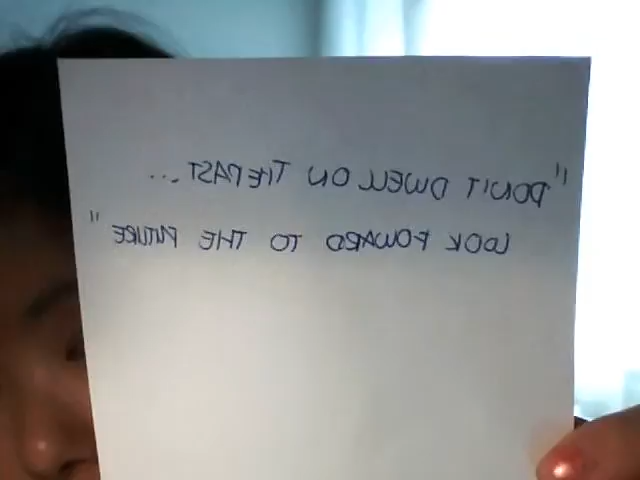 "DON'T DWELL ON THE PAST...
LOOK FOWARD TO THE FUTURE"